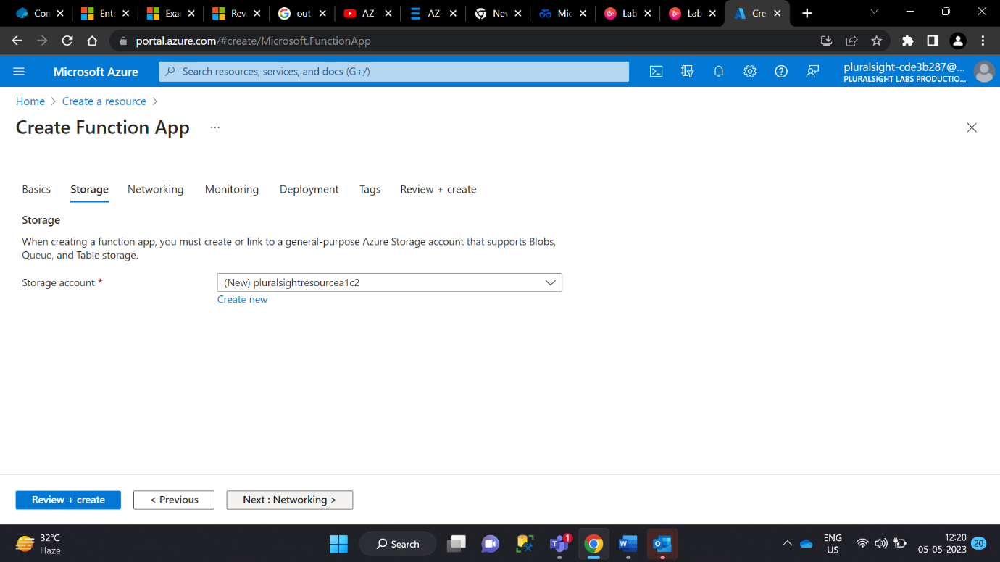 Con
Ente
Exa
Rev
outl
AZ-
AZ-
Nev
Mic
Lab
Lab
Cre
portal.azure.com/#create/Microsoft.FunctionApp
Microsoft Azure
Search resources, services, and docs (G+/)
pluralsight-cde3b287@...
PLURALSIGHT LABS PRODUCTIO...
Home > Create a resource >
Create Function App ...
Basics Storage Networking Monitoring Deployment Tags Review + create
Storage
When creating a function app, you must create or link to a general-purpose Azure Storage account that supports Blobs,
Queue, and Table storage.
Storage account *
(New) pluralsightresourcea1c2
Create new
Review + create
< Previous
Next : Networking >
32°C
Haze
Search
1
ENG
US
12:20
05-05-2023
20